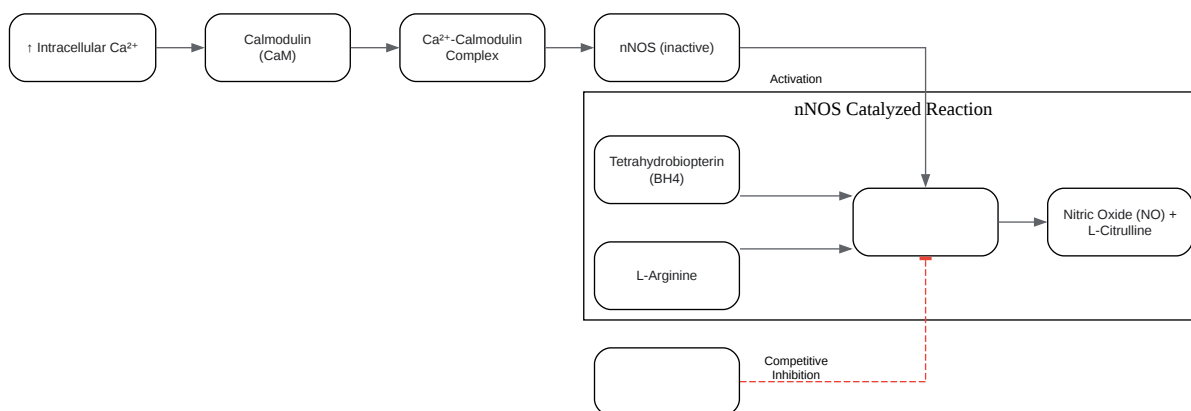 ↑ Intracellular Ca²⁺
Calmodulin
(CaM)
Ca²⁺-Calmodulin
Complex
nNOS (inactive)
Activation
nNOS Catalyzed Reaction
Tetrahydrobiopterin
(BH4)
L-Arginine
Nitric Oxide (NO) +
L-Citrulline
Competitive
Inhibition